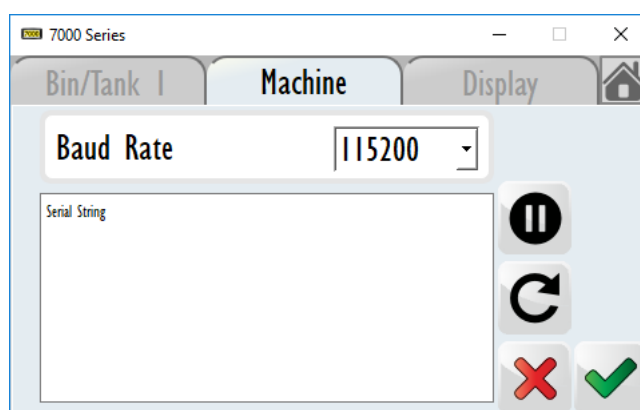 7000 Series
Bin/Tank 1 Machine Display
Baud Rate 115200
Serial String